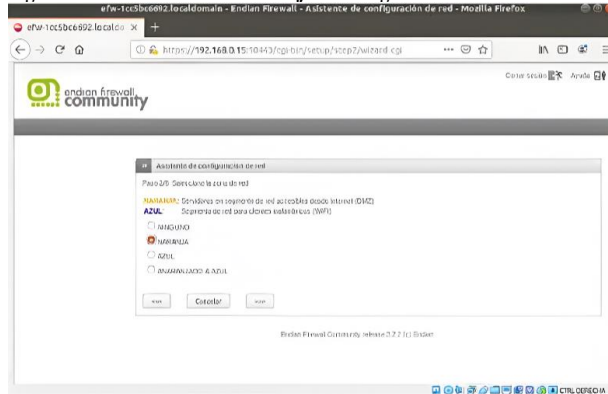 efw-1cc5bc6692.localdomain - Endian Firewall - Asistente de configuración de red - Mozilla Firefox
efw-1cc5bc6692.localdo
https://192.168.0.15:10443/cgi-bin/setup/step2/wizard.cgi
Cerrar sesión Ayuda
endian firewall
community
Asistente de configuración de red
Paso 2/8: Seleccione la zona de red
NARANJA: Servidores en segmento de red accesibles desde Internet (DMZ)
AZUL: Segmento de red para clientes inalámbricos (WIFI)
NINGUNO
NARANJA
AZUL
ANARANJADO & AZUL
<<< Cancelar >>>
Endian Firewall Community release 3.2.2 (c) Endian
CTRL DERECHA